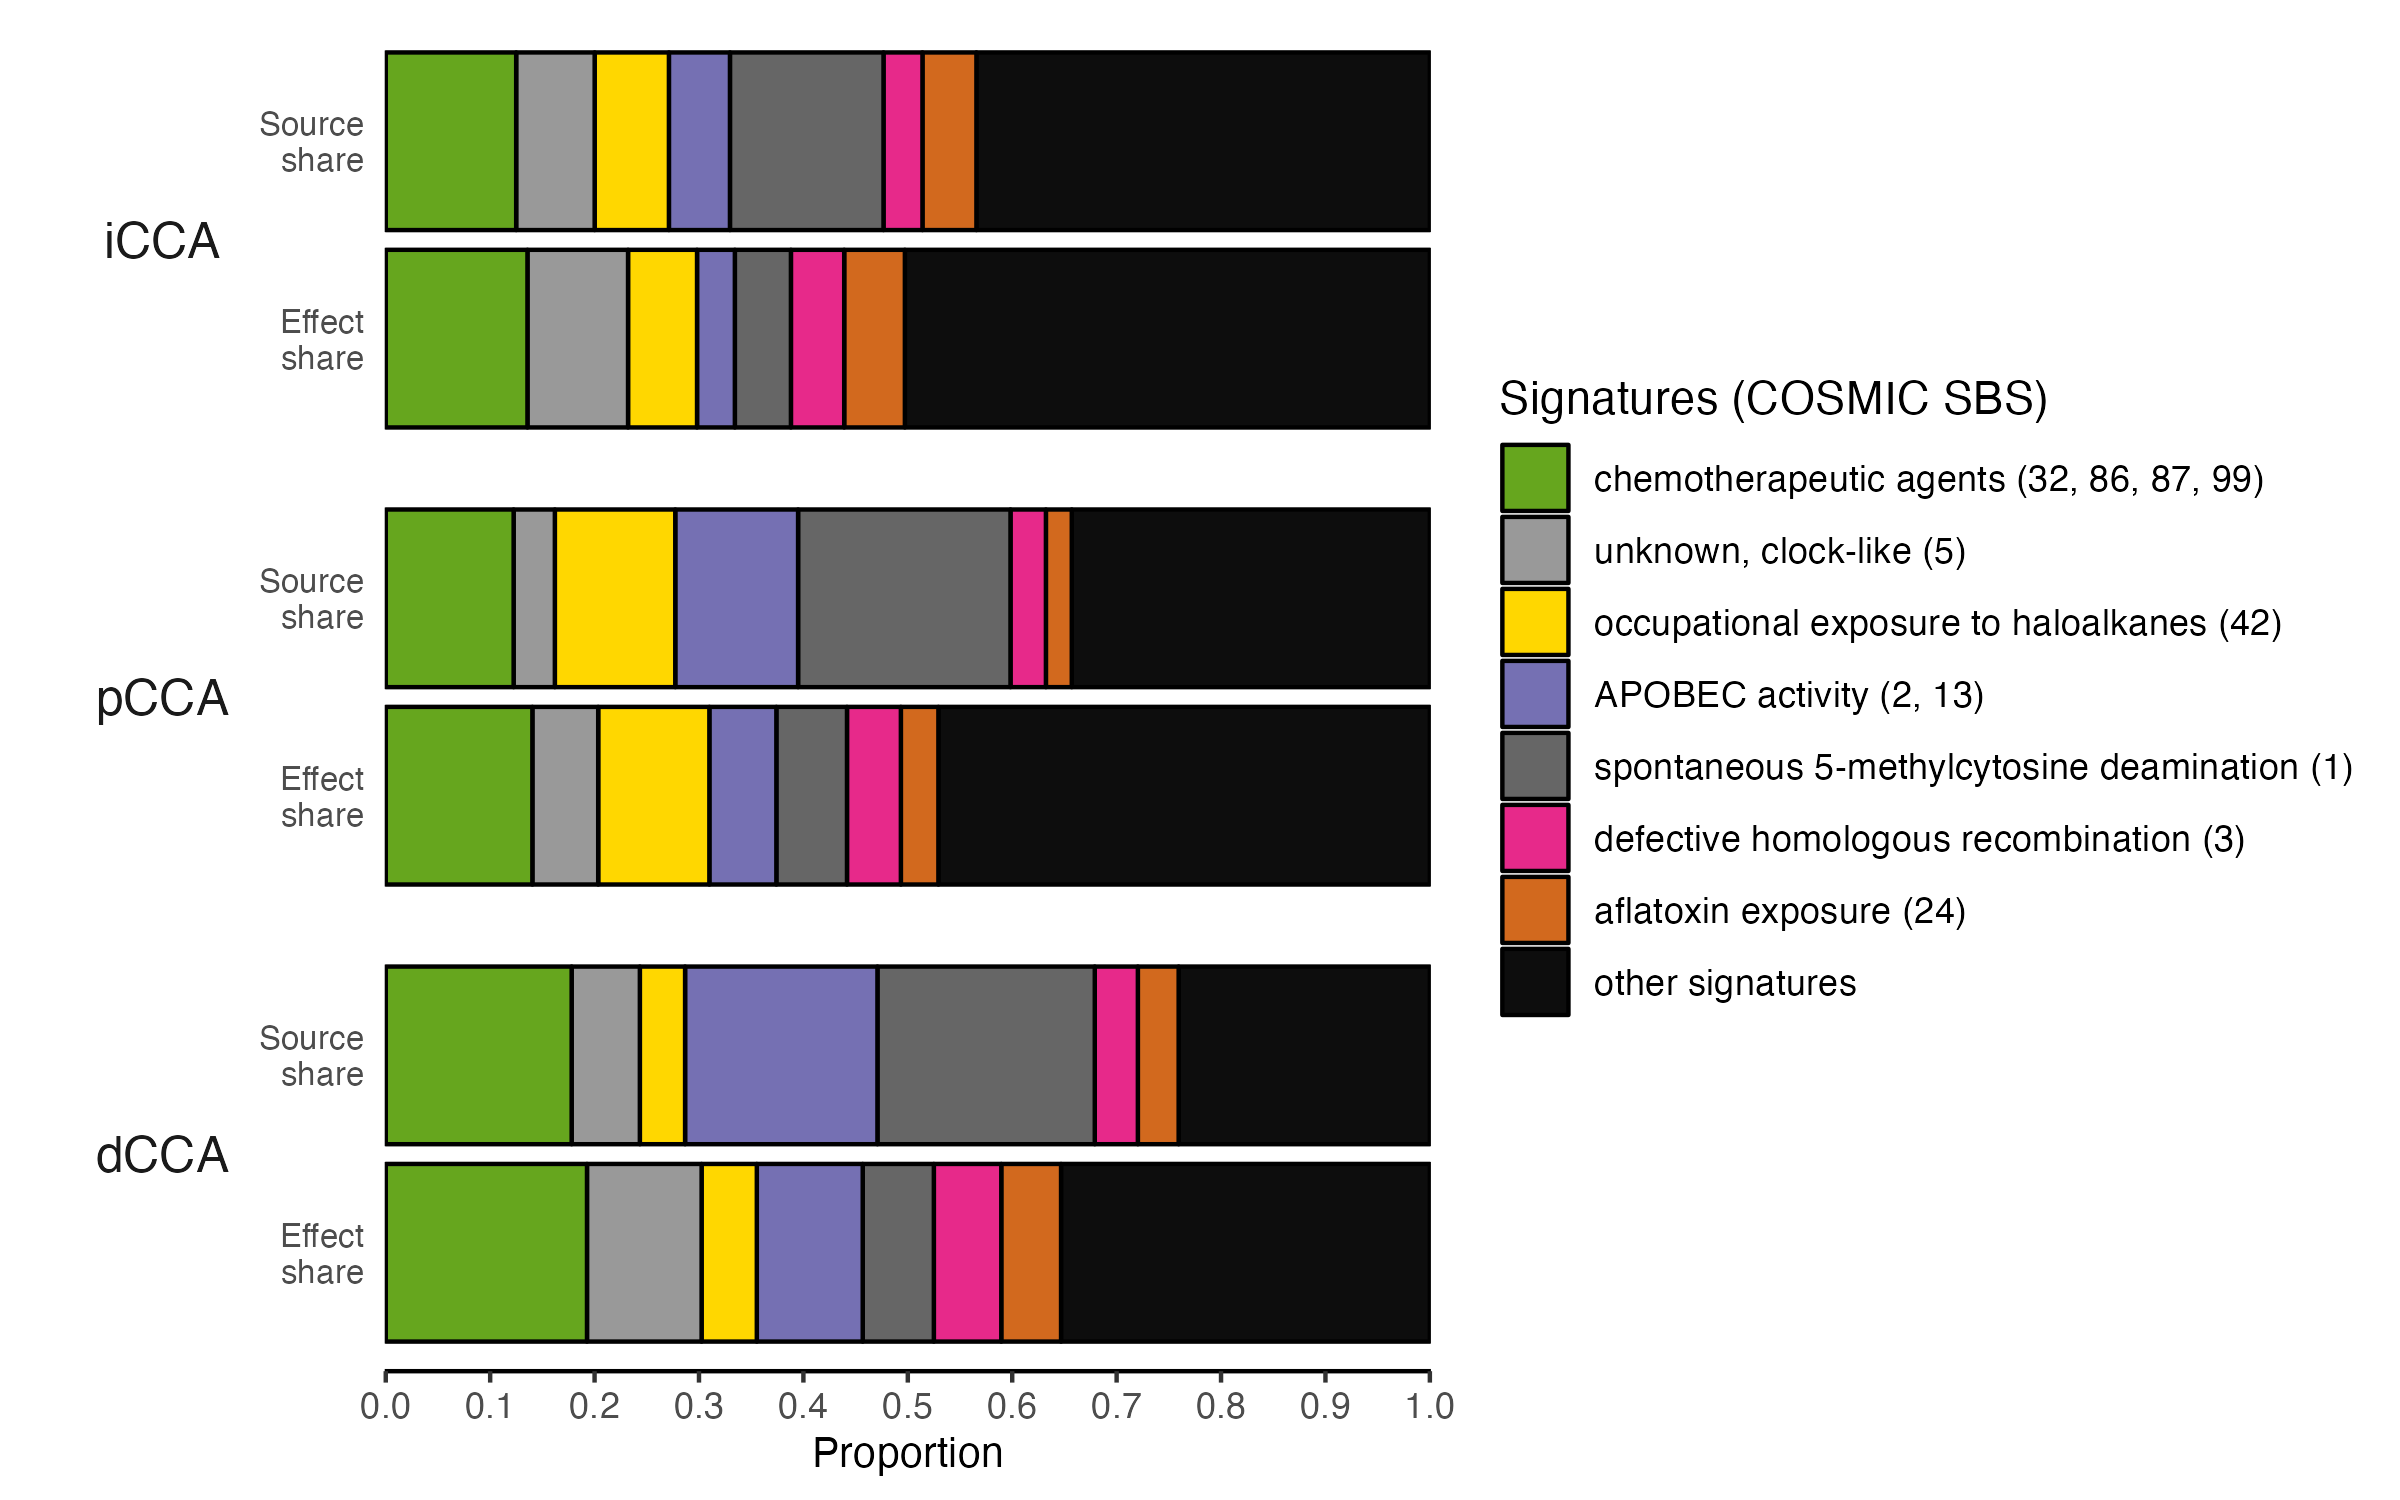 iCCA
Source
share
Effect
share
pCCA
Source
share
Effect
share
dCCA
Source
share
Effect
share
0.0 0.1 0.2 0.3 0.4 0.5 0.6 0.7 0.8 0.9 1.0
Proportion
Signatures (COSMIC SBS)
chemotherapeutic agents (32, 86, 87, 99)
unknown, clock-like (5)
occupational exposure to haloalkanes (42)
APOBEC activity (2, 13)
spontaneous 5-methylcytosine deamination (1)
defective homologous recombination (3)
aflatoxin exposure (24)
other signatures